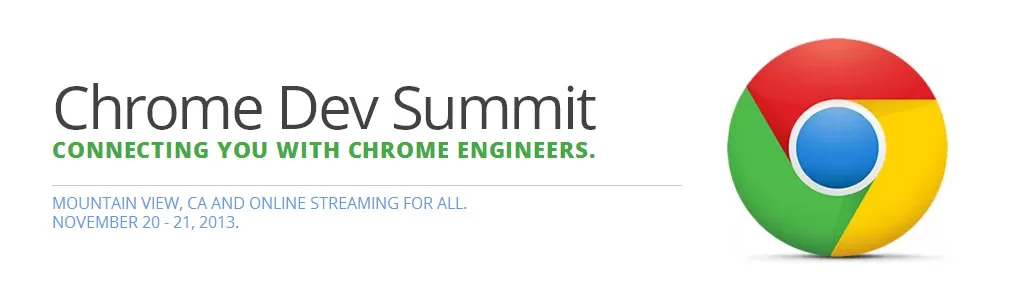 Chrome Dev Summit
CONNECTING YOU WITH CHROME ENGINEERS.
MOUNTAIN VIEW, CA AND ONLINE STREAMING FOR ALL.
NOVEMBER 20 - 21, 2013.